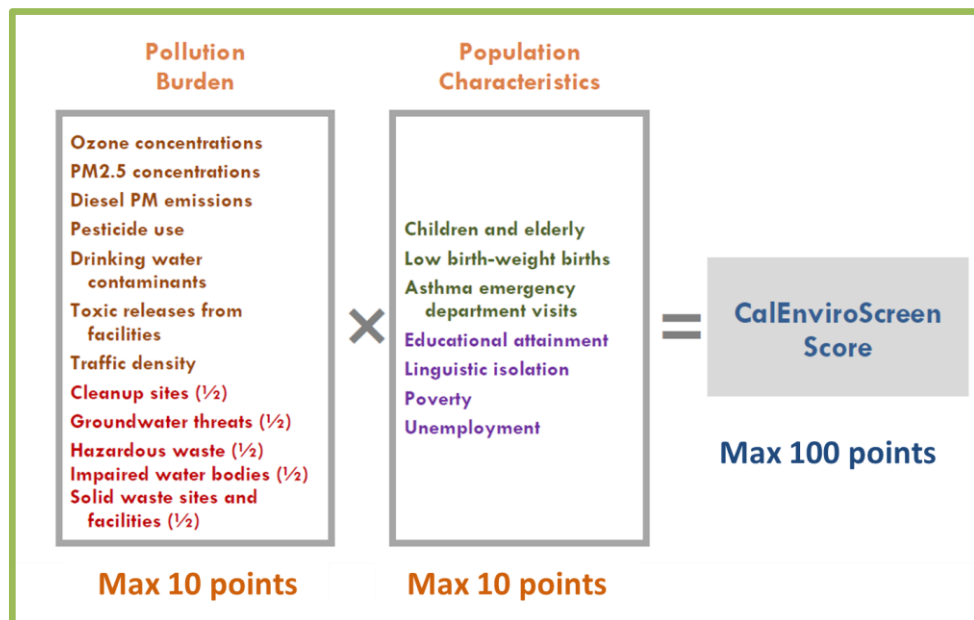 Pollution
Burden
Ozone concentrations
PM2.5 concentrations
Diesel PM emissions
Pesticide use
Drinking water
contaminants
Toxic releases from
facilities
Traffic density
Cleanup sites (½)
Groundwater threats (½)
Hazardous waste (½)
Impaired water bodies (½)
Solid waste sites and
facilities (½)
Max 10 points
×
Population
Characteristics
Children and elderly
Low birth-weight births
Asthma emergency
department visits
Educational attainment
Linguistic isolation
Poverty
Unemployment
Max 10 points
=
CalEnviroScreen
Score
Max 100 points